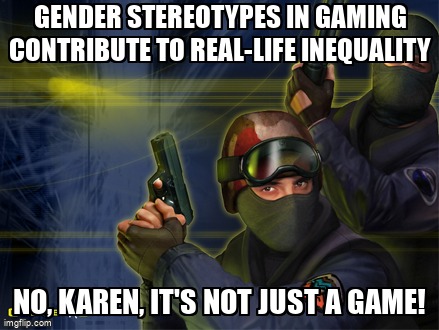 GENDER STEREOTYPES IN GAMING
CONTRIBUTE TO REAL-LIFE INEQUALITY
NO, KAREN, IT'S NOT JUST A GAME!
imgflip.com